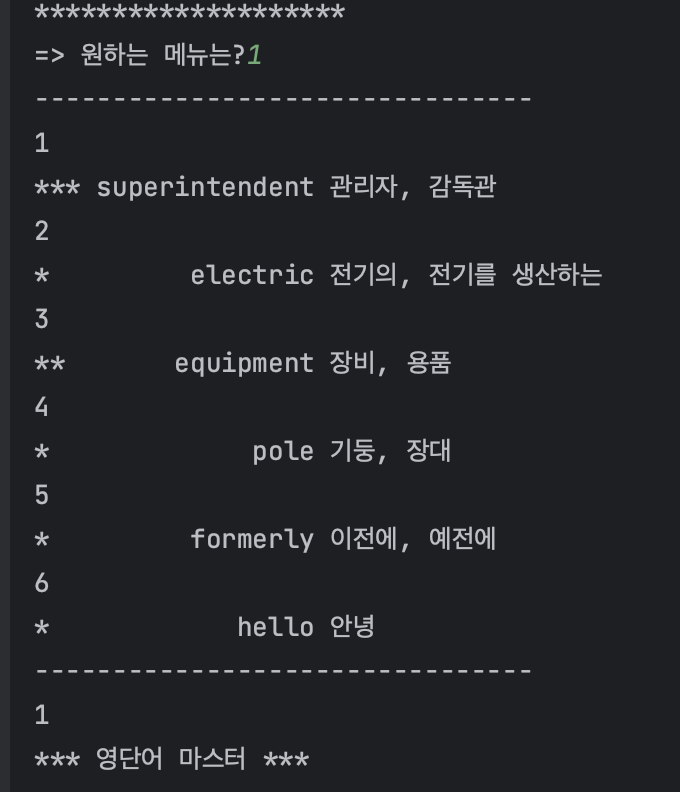 ********************
=> 원하는 메뉴는?1
--------------------------------
1
*** superintendent 관리자, 감독관
2
* electric 전기의, 전기를 생산하는
3
** equipment 장비, 용품
4
* pole 기둥, 장대
5
* formerly 이전에, 예전에
6
* hello 안녕
--------------------------------
1
*** 영단어 마스터 ***